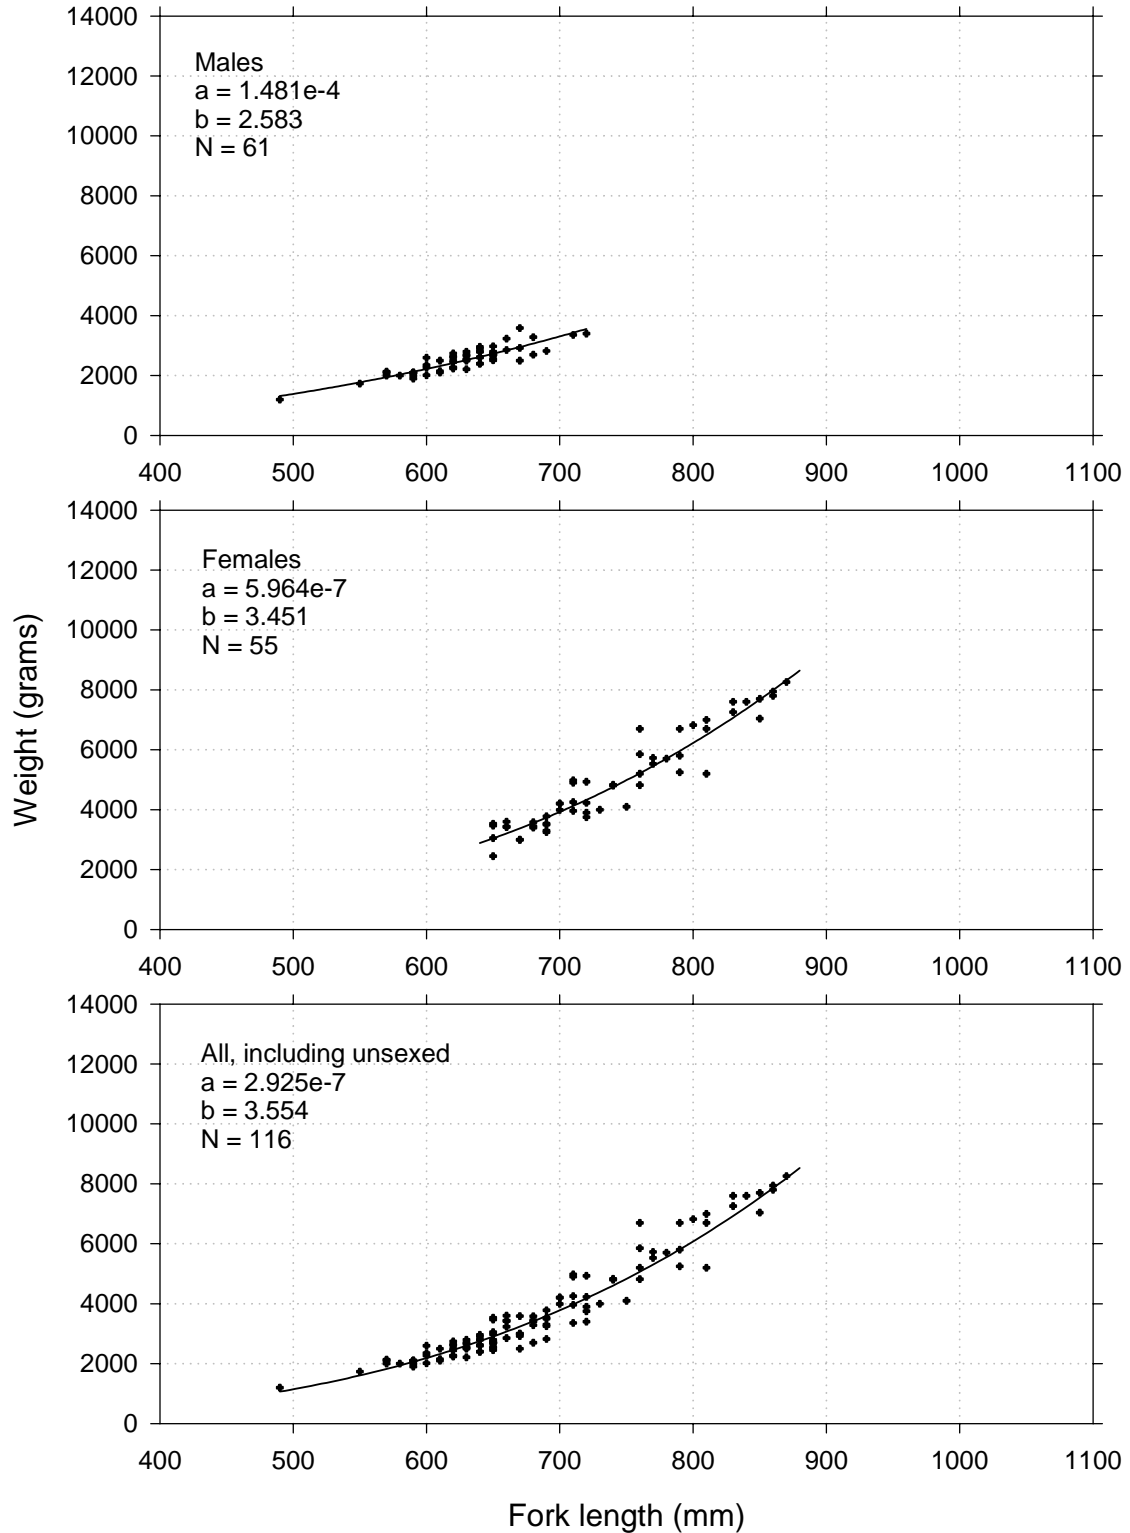 14000
12000
10000
8000
6000
4000
2000
0
Males
a = 1.481e-4
b = 2.583
N = 61
400 500 600 700 800 900 1000 1100
14000
12000
10000
8000
6000
4000
2000
0
Females
a = 5.964e-7
b = 3.451
N = 55
400 500 600 700 800 900 1000 1100
Weight (grams)
14000
12000
10000
8000
6000
4000
2000
0
All, including unsexed
a = 2.925e-7
b = 3.554
N = 116
400 500 600 700 800 900 1000 1100
Fork length (mm)